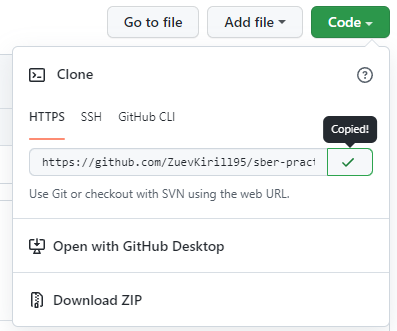 Go to file Add file Code
Clone
HTTPS SSH GitHub CLI
Copied!
https://github.com/ZuevKirill95/sber-pract
Use Git or checkout with SVN using the web URL.
Open with GitHub Desktop
Download ZIP